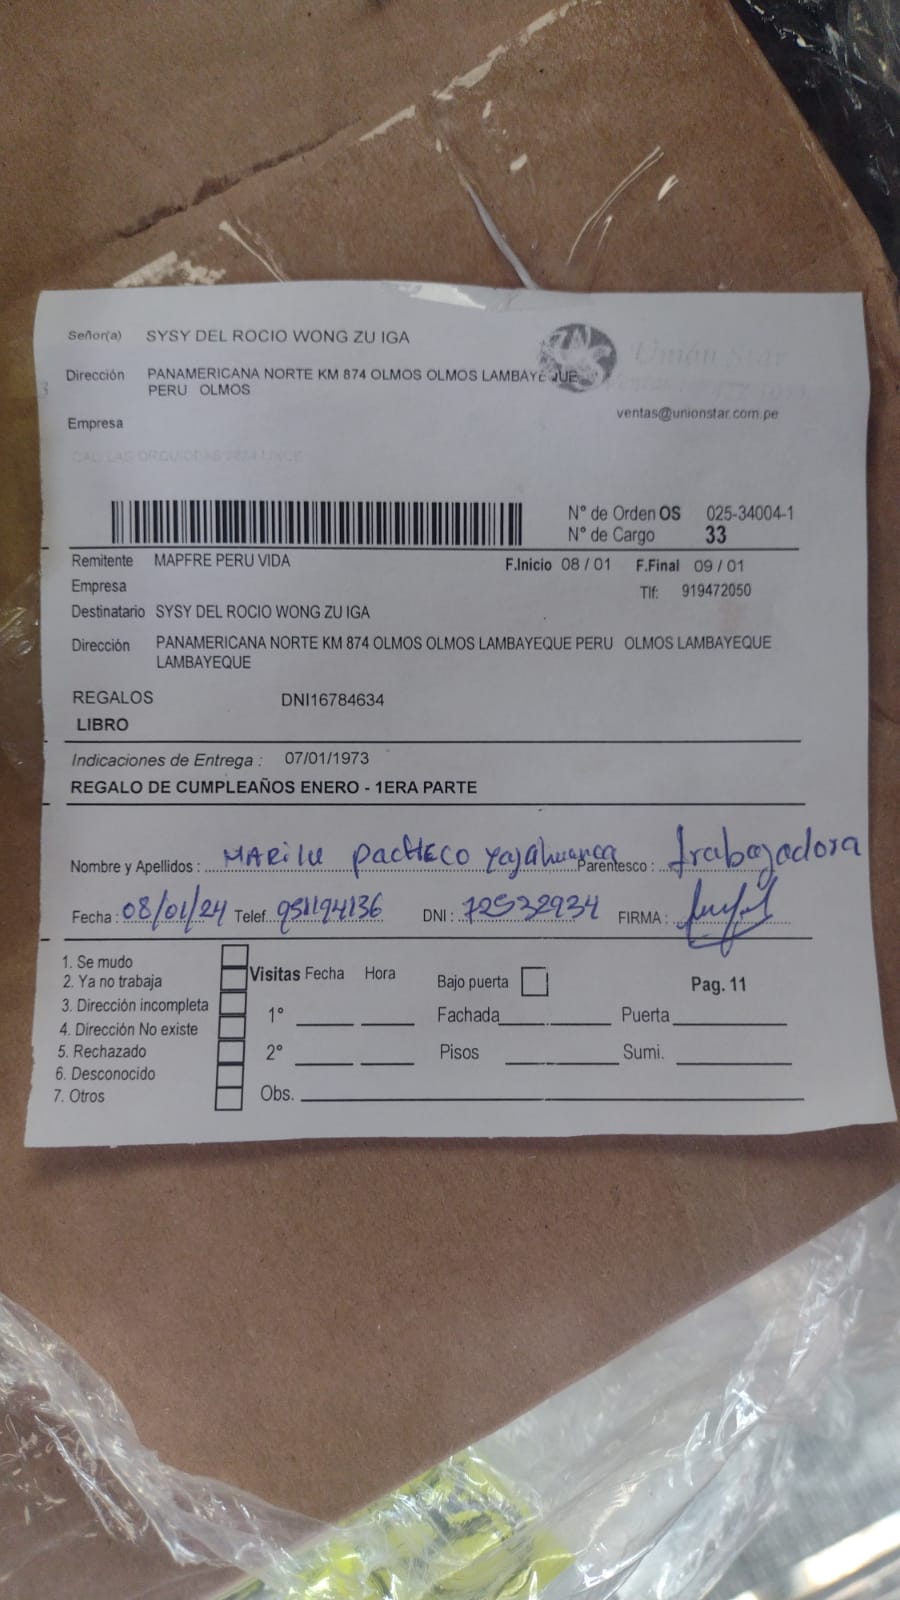 Señor(a) SYSY DEL ROCIO WONG ZU IGA
Dirección PANAMERICANA NORTE KM 874 OLMOS OLMOS LAMBAYEQUE
PERU OLMOS
Unión Star
ventas@unionstar.com.pe
Empresa
CAL LAS ORQUIDEAS LINCE
N° de Orden OS 025-34004-1
N° de Cargo 33
Remitente MAPFRE PERU VIDA F.Inicio 08 / 01 F.Final 09 / 01
Empresa Tlf: 919472050
Destinatario SYSY DEL ROCIO WONG ZU IGA
Dirección PANAMERICANA NORTE KM 874 OLMOS OLMOS LAMBAYEQUE PERU OLMOS LAMBAYEQUE
LAMBAYEQUE
REGALOS DNI16784634
LIBRO
Indicaciones de Entrega : 07/01/1973
REGALO DE CUMPLEAÑOS ENERO - 1ERA PARTE
Nombre y Apellidos : MARiLU PACHECO Yajahuanca Parentesco : trabajadora
Fecha : 08/01/24 Telef. 951194136 DNI : 72532934 FIRMA :
1. Se mudo
2. Ya no trabaja Visitas Fecha Hora Bajo puerta Pag. 11
3. Dirección incompleta 1° Fachada Puerta
4. Dirección No existe
5. Rechazado 2° Pisos Sumi.
6. Desconocido
7. Otros Obs.